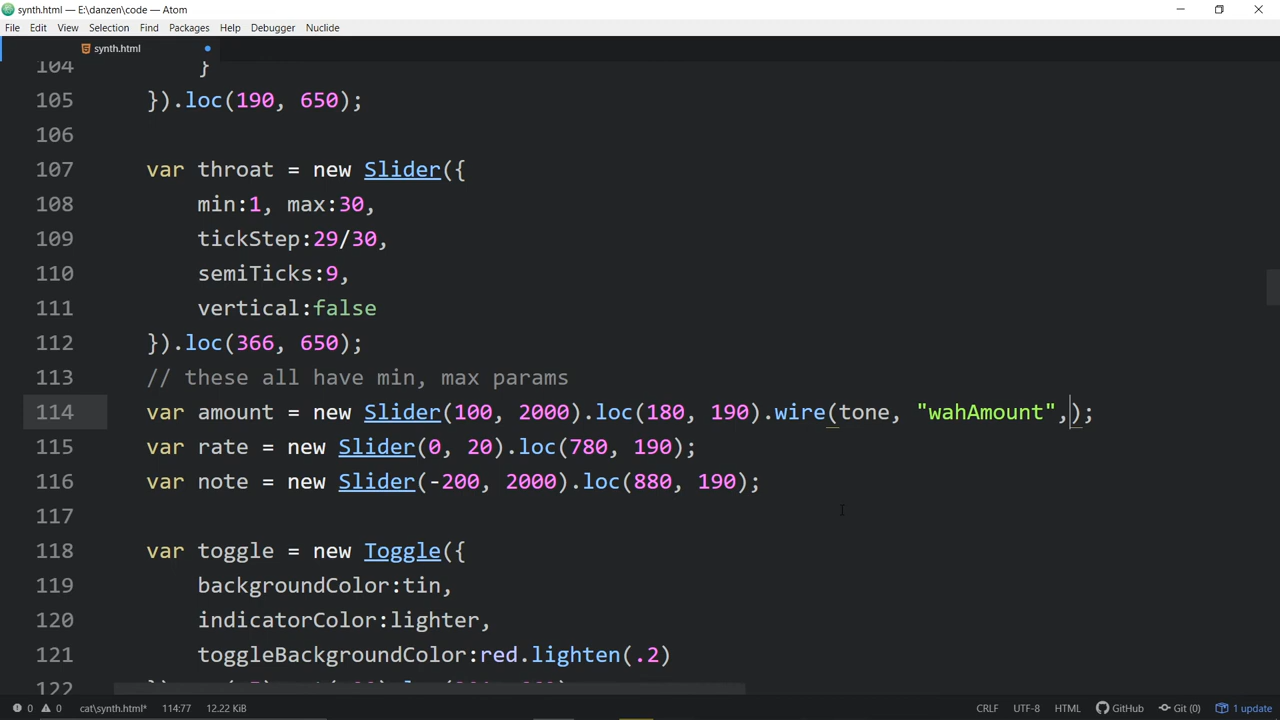 synth.html — E:\danzen\code — Atom
File Edit View Selection Find Packages Help Debugger Nuclide
synth.html
104 }
105 }).loc(190, 650);
106
107 var throat = new Slider({
108 min:1, max:30,
109 tickStep:29/30,
110 semiTicks:9,
111 vertical:false
112 }).loc(366, 650);
113 // these all have min, max params
114 var amount = new Slider(100, 2000).loc(180, 190).wire(tone, "wahAmount",);
115 var rate = new Slider(0, 20).loc(780, 190);
116 var note = new Slider(-200, 2000).loc(880, 190);
117
118 var toggle = new Toggle({
119 backgroundColor:tin,
120 indicatorColor:lighter,
121 toggleBackgroundColor:red.lighten(.2)
122
0 0 cat\synth.html* 114:77 12.22 KiB CRLF UTF-8 HTML GitHub Git (0) 1 update